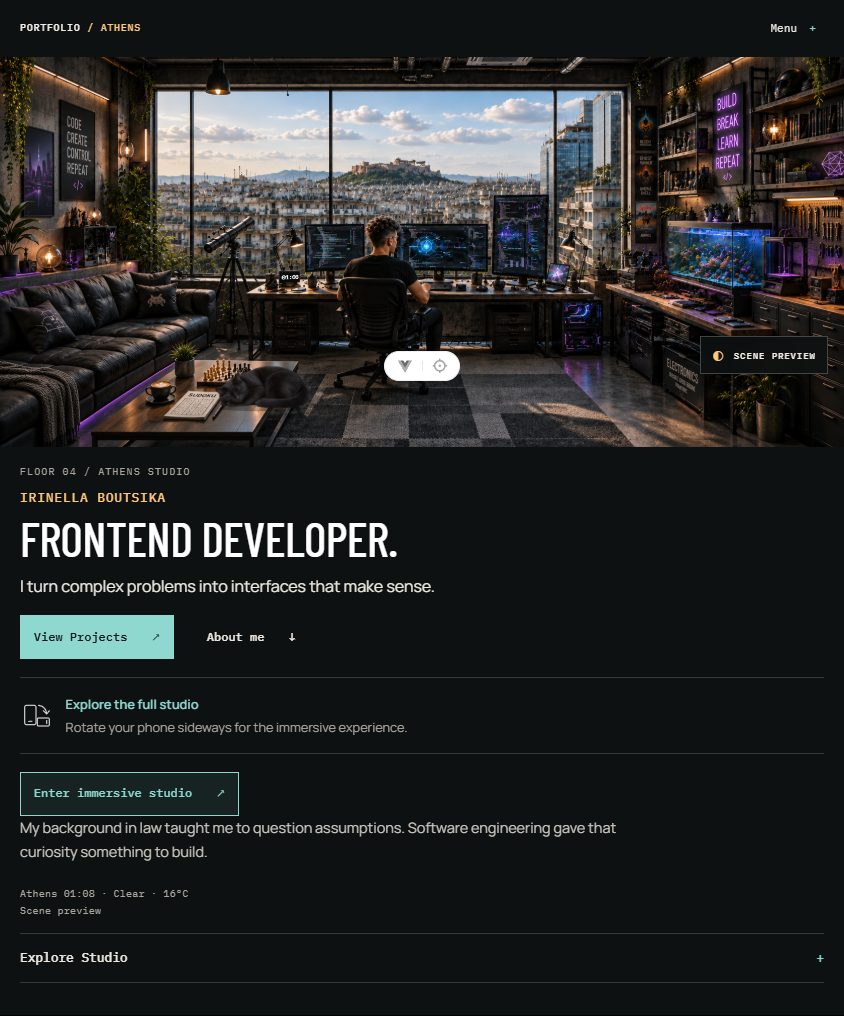 PORTFOLIO / ATHENS
Menu +
CODE
CREATE
CONTROL
REPEAT
</>
BUILD
BREAK
LEARN
REPEAT
</>
01:08
SUDOKU
ELECTRONICS
SCENE PREVIEW
FLOOR 04 / ATHENS STUDIO
IRINELLA BOUTSIKA
FRONTEND DEVELOPER.
I turn complex problems into interfaces that make sense.
View Projects ↗
About me ↓
Explore the full studio
Rotate your phone sideways for the immersive experience.
Enter immersive studio ↗
My background in law taught me to question assumptions. Software engineering gave that
curiosity something to build.
Athens 01:08 · Clear · 16°C
Scene preview
Explore Studio +